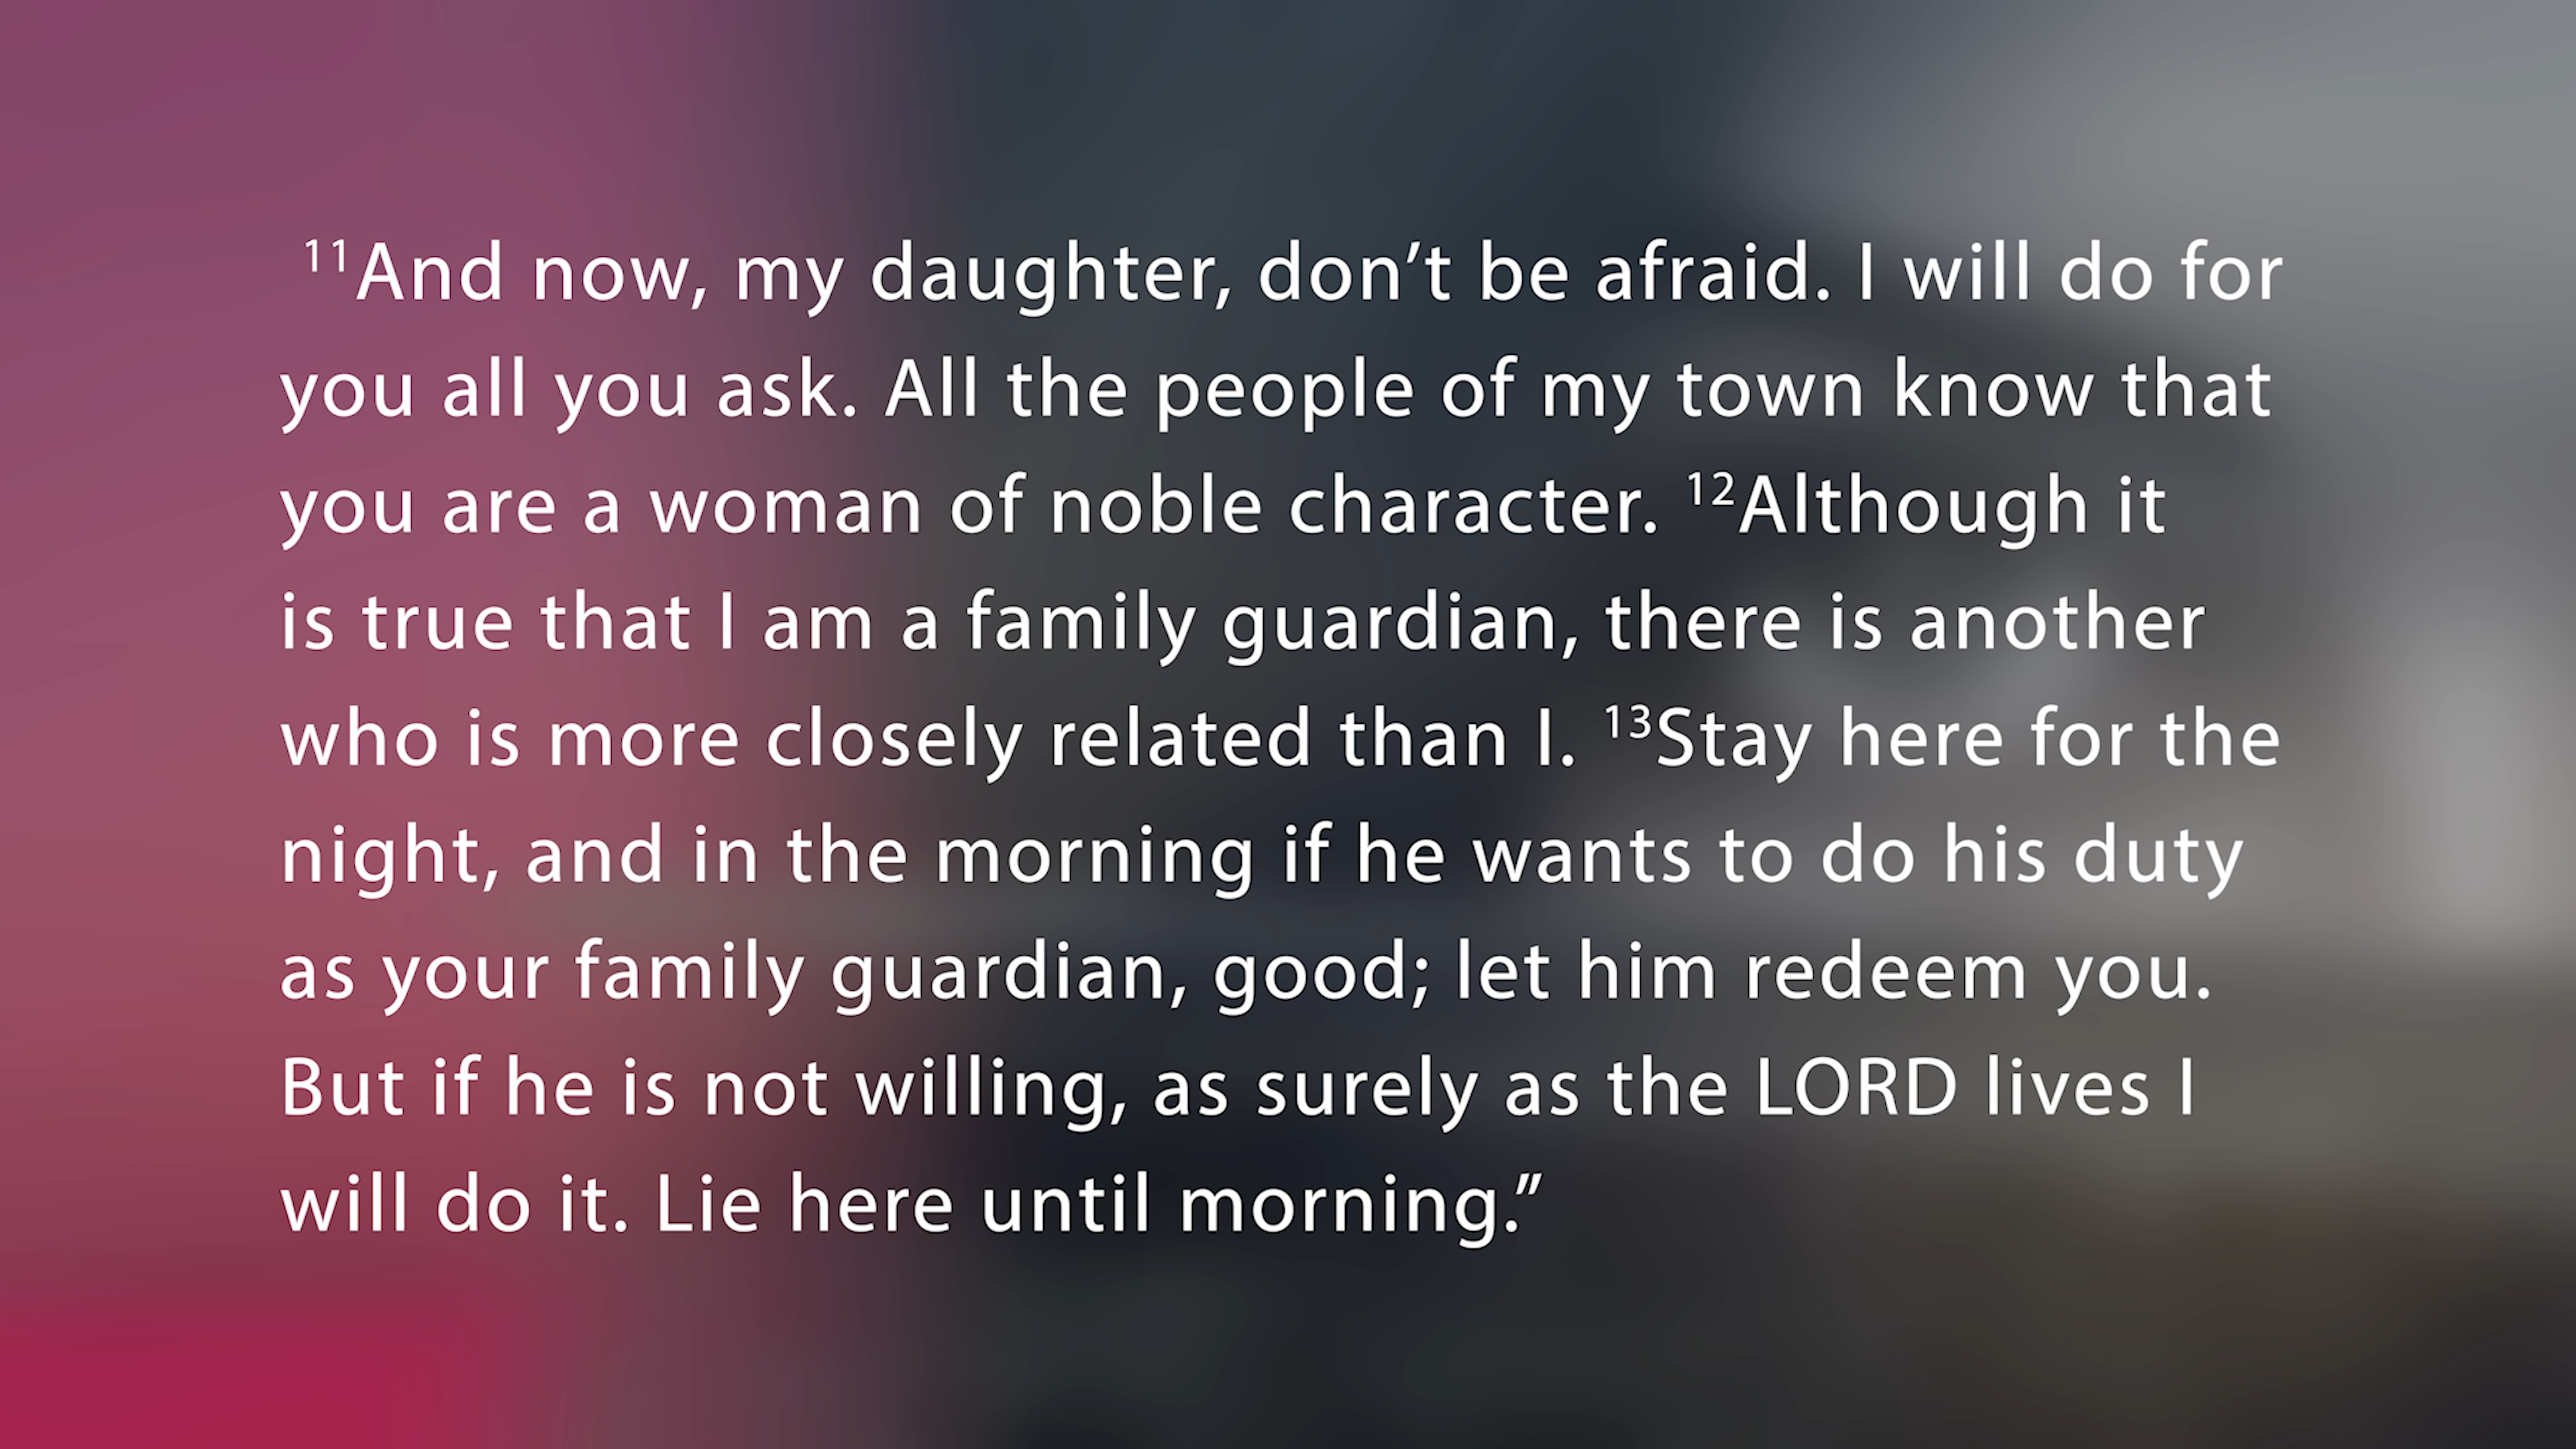 ¹¹And now, my daughter, don’t be afraid. I will do for
you all you ask. All the people of my town know that
you are a woman of noble character. ¹²Although it
is true that I am a family guardian, there is another
who is more closely related than I. ¹³Stay here for the
night, and in the morning if he wants to do his duty
as your family guardian, good; let him redeem you.
But if he is not willing, as surely as the LORD lives I
will do it. Lie here until morning.”